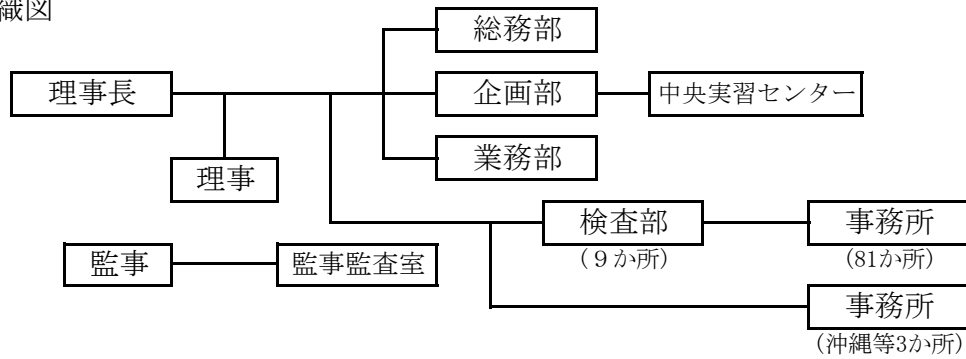 織図
総務部
理事長
企画部
中央実習センター
業務部
理事
検査部
事務所
(9か所)
(81か所)
監事
監事監査室
事務所
(沖縄等3か所)